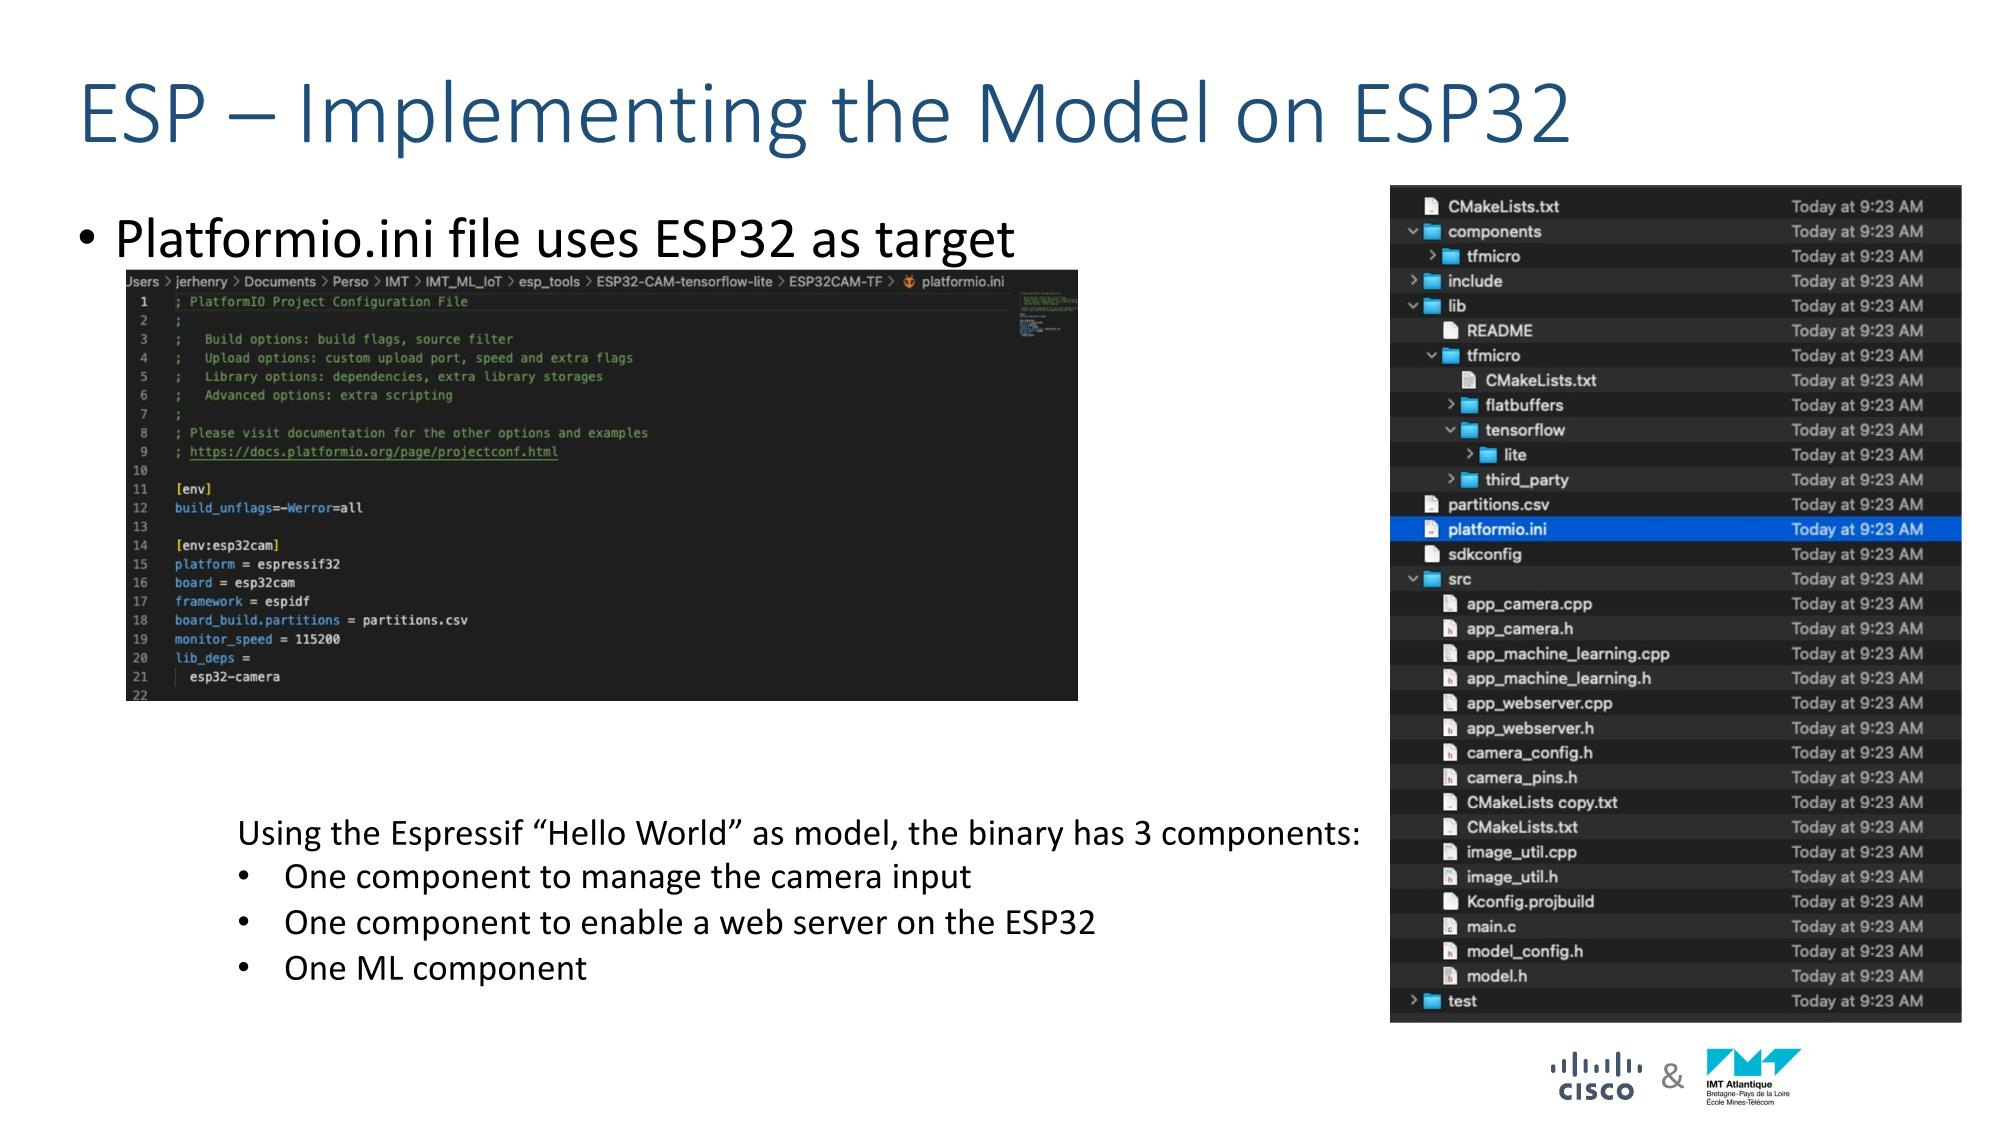 ESP – Implementing the Model on ESP32
• Platformio.ini file uses ESP32 as target
Users > jerhenry > Documents > Perso > IMT > IMT_ML_IoT > esp_tools > ESP32-CAM-tensorflow-lite > ESP32CAM-TF > platformio.ini
1 ; PlatformIO Project Configuration File
2 ;
3 ;   Build options: build flags, source filter
4 ;   Upload options: custom upload port, speed and extra flags
5 ;   Library options: dependencies, extra library storages
6 ;   Advanced options: extra scripting
7 ;
8 ; Please visit documentation for the other options and examples
9 ; https://docs.platformio.org/page/projectconf.html
10
11 [env]
12 build_unflags=-Werror=all
13
14 [env:esp32cam]
15 platform = espressif32
16 board = esp32cam
17 framework = espidf
18 board_build.partitions = partitions.csv
19 monitor_speed = 115200
20 lib_deps =
21   esp32-camera
22
Using the Espressif “Hello World” as model, the binary has 3 components:
• One component to manage the camera input
• One component to enable a web server on the ESP32
• One ML component
CMakeLists.txt Today at 9:23 AM
components Today at 9:23 AM
tfmicro Today at 9:23 AM
include Today at 9:23 AM
lib Today at 9:23 AM
README Today at 9:23 AM
tfmicro Today at 9:23 AM
CMakeLists.txt Today at 9:23 AM
flatbuffers Today at 9:23 AM
tensorflow Today at 9:23 AM
lite Today at 9:23 AM
third_party Today at 9:23 AM
partitions.csv Today at 9:23 AM
platformio.ini Today at 9:23 AM
sdkconfig Today at 9:23 AM
src Today at 9:23 AM
app_camera.cpp Today at 9:23 AM
app_camera.h Today at 9:23 AM
app_machine_learning.cpp Today at 9:23 AM
app_machine_learning.h Today at 9:23 AM
app_webserver.cpp Today at 9:23 AM
app_webserver.h Today at 9:23 AM
camera_config.h Today at 9:23 AM
camera_pins.h Today at 9:23 AM
CMakeLists copy.txt Today at 9:23 AM
CMakeLists.txt Today at 9:23 AM
image_util.cpp Today at 9:23 AM
image_util.h Today at 9:23 AM
Kconfig.projbuild Today at 9:23 AM
main.c Today at 9:23 AM
model_config.h Today at 9:23 AM
model.h Today at 9:23 AM
test Today at 9:23 AM
CISCO & IMT Atlantique
Bretagne-Pays de la Loire
École Mines-Télécom